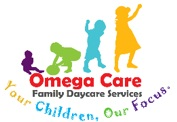 Omega Care
Family Daycare Services
Your Children, Our Focus.